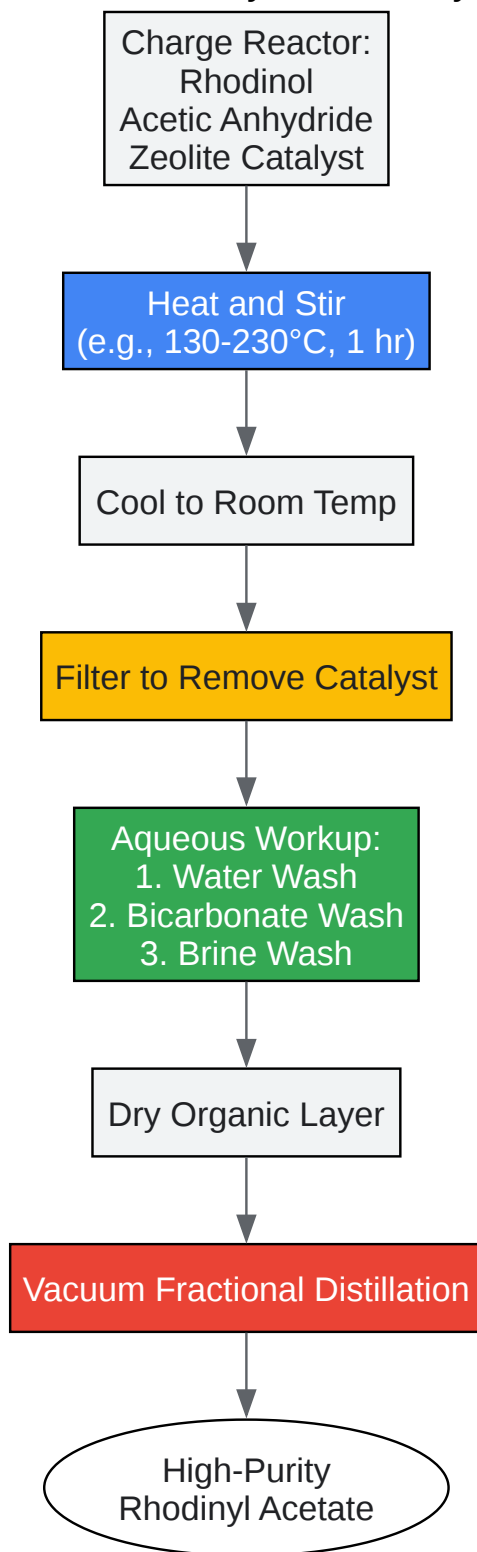 Charge Reactor:
Rhodinol
Acetic Anhydride
Zeolite Catalyst
Heat and Stir
(e.g., 130-230°C, 1 hr)
Cool to Room Temp
Filter to Remove Catalyst
Aqueous Workup:
1. Water Wash
2. Bicarbonate Wash
3. Brine Wash
Dry Organic Layer
Vacuum Fractional Distillation
High-Purity
Rhodinyl Acetate